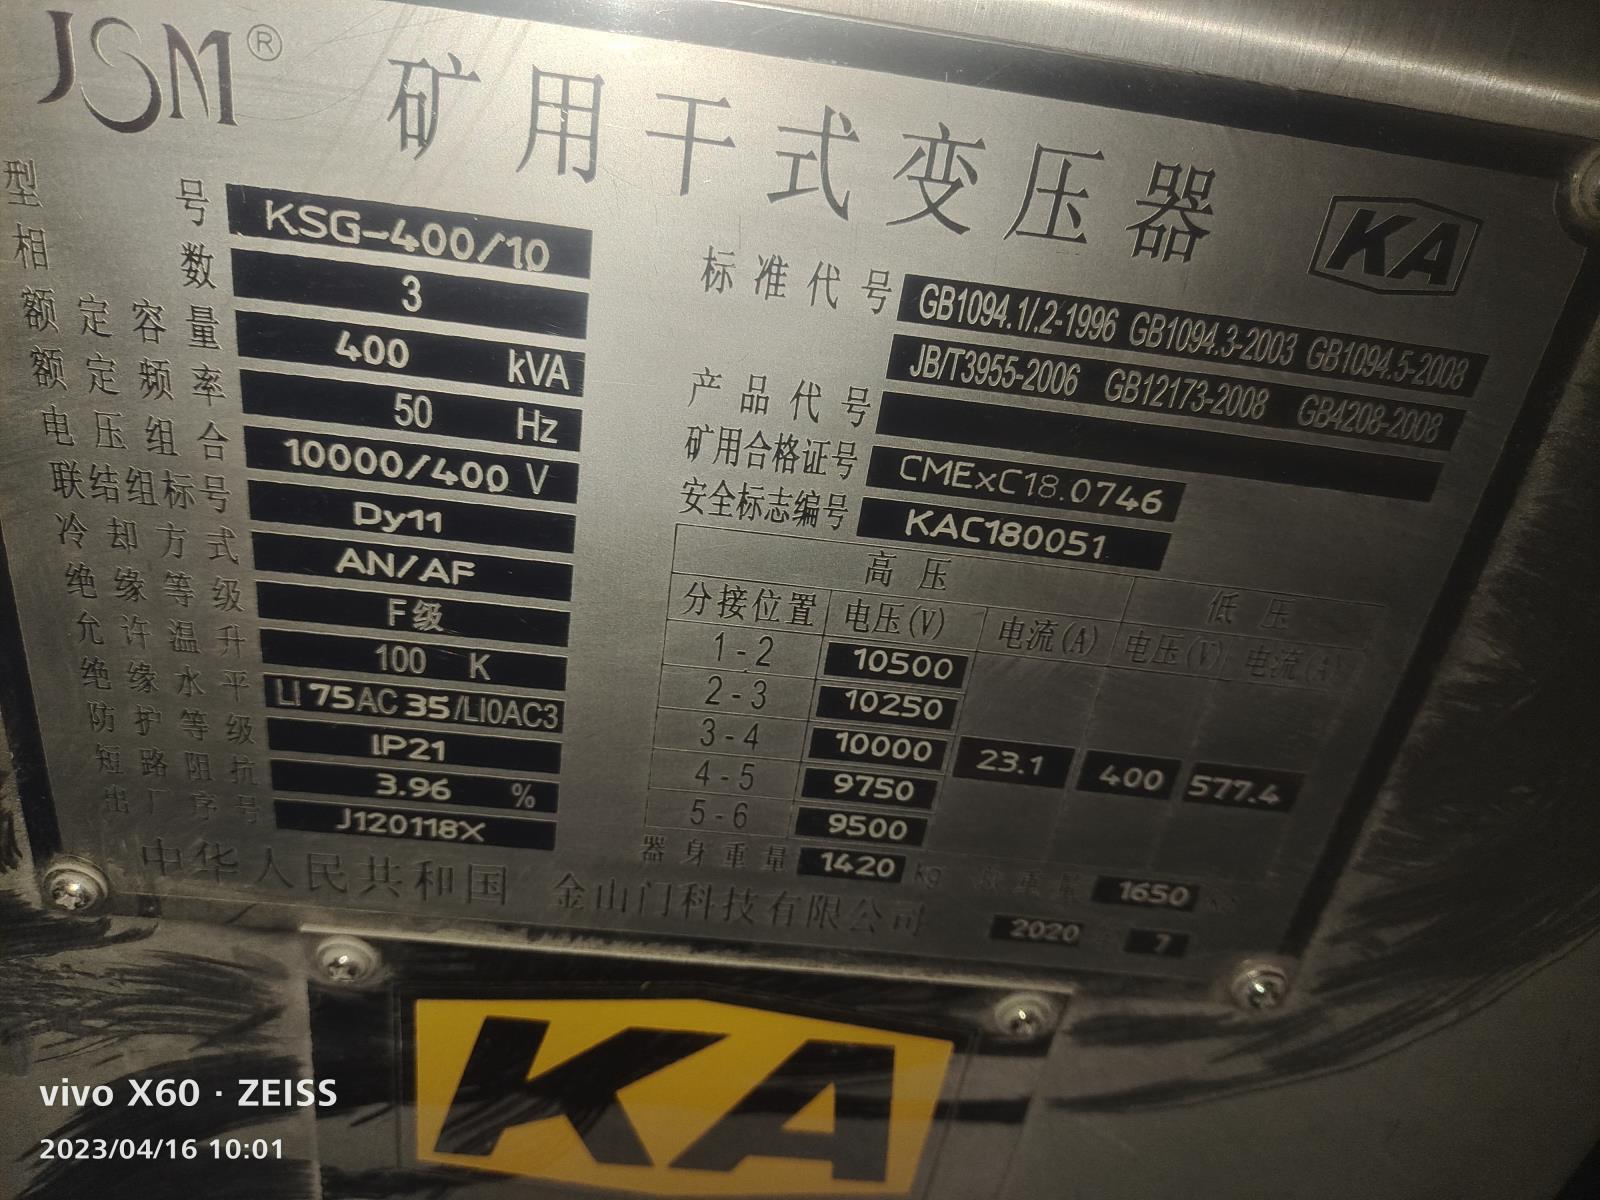 JSM®
矿用干式变压器
KA
型号 KSG-400/10
相数 3
额定容量 400 kVA
额定频率 50 Hz
电压组合 10000/400 V
联结组标号 Dy11
冷却方式 AN/AF
绝缘等级 F级
允许温升 100 K
绝缘水平 LI75AC35/LI0AC3
防护等级 IP21
短路阻抗 3.96 %
出厂序号 J120118X
标准代号 GB1094.1/.2-1996 GB1094.3-2003 GB1094.5-2008
JB/T3955-2006 GB12173-2008 GB4208-2008
产品代号
矿用合格证号 CMExC18.0746
安全标志编号 KAC180051
高压 低压
分接位置 电压(V) 电流(A) 电压(V) 电流(A)
1-2 10500
2-3 10250
3-4 10000 23.1 400 577.4
4-5 9750
5-6 9500
器身重量 1420 kg 总重量 1650 kg
中华人民共和国 金山门科技有限公司 2020 7
KA
vivo X60 · ZEISS
2023/04/16 10:01